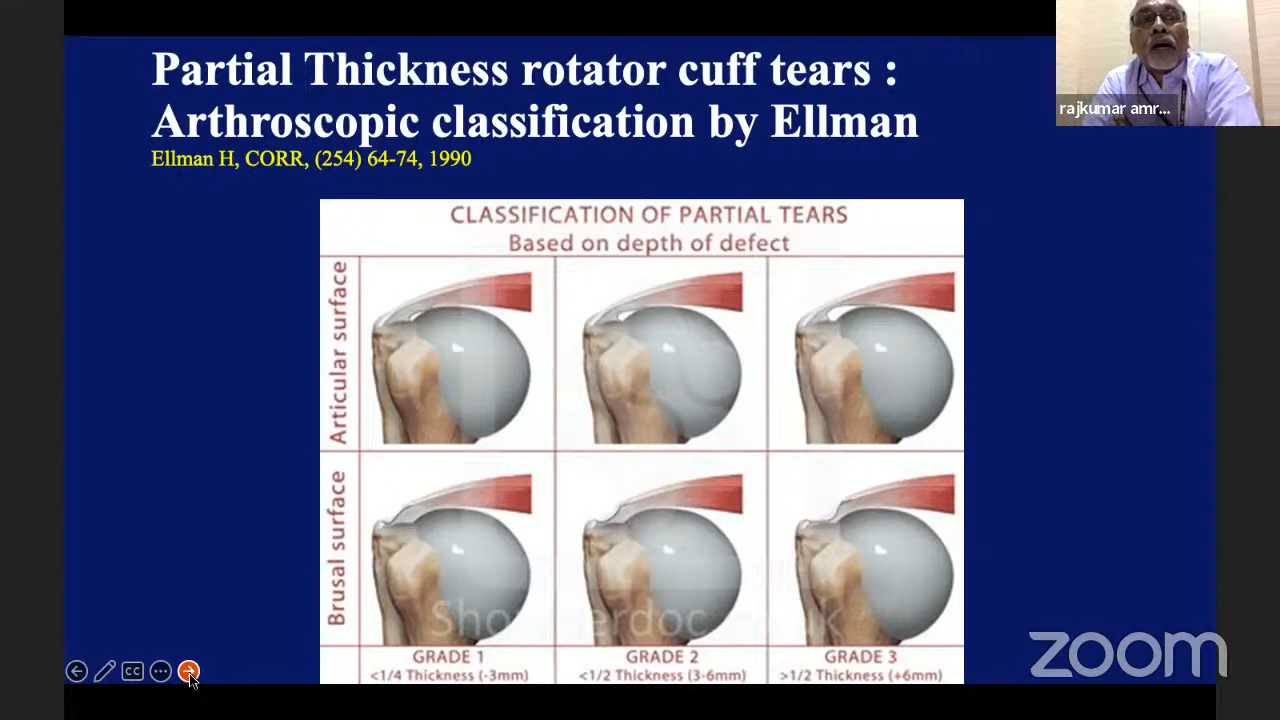 Partial Thickness rotator cuff tears :
Arthroscopic classification by Ellman
Ellman H, CORR, (254) 64-74, 1990
rajkumar amr...
CLASSIFICATION OF PARTIAL TEARS
Based on depth of defect
Articular surface
Brusal surface
GRADE 1
<1/4 Thickness (-3mm)
GRADE 2
<1/2 Thickness (3-6mm)
GRADE 3
>1/2 Thickness (+6mm)
CC
zoom